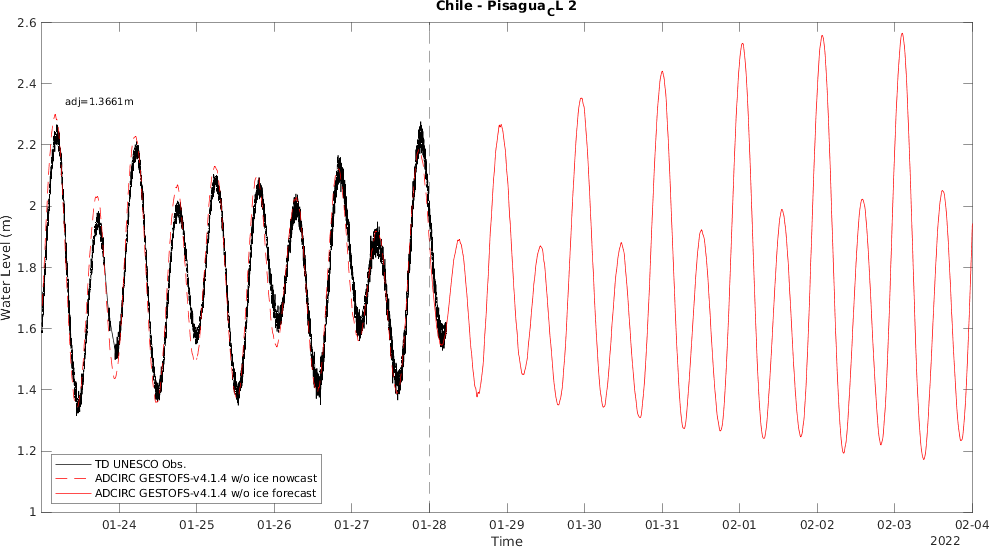 Chile - Pisagua_CL 2
2.6
2.4
2.2
2
1.8
1.6
1.4
1.2
1
Water Level (m)
adj=1.3661m
TD UNESCO Obs.
ADCIRC GESTOFS-v4.1.4 w/o ice nowcast
ADCIRC GESTOFS-v4.1.4 w/o ice forecast
01-24 01-25 01-26 01-27 01-28 01-29 01-30 01-31 02-01 02-02 02-03 02-04
Time
2022